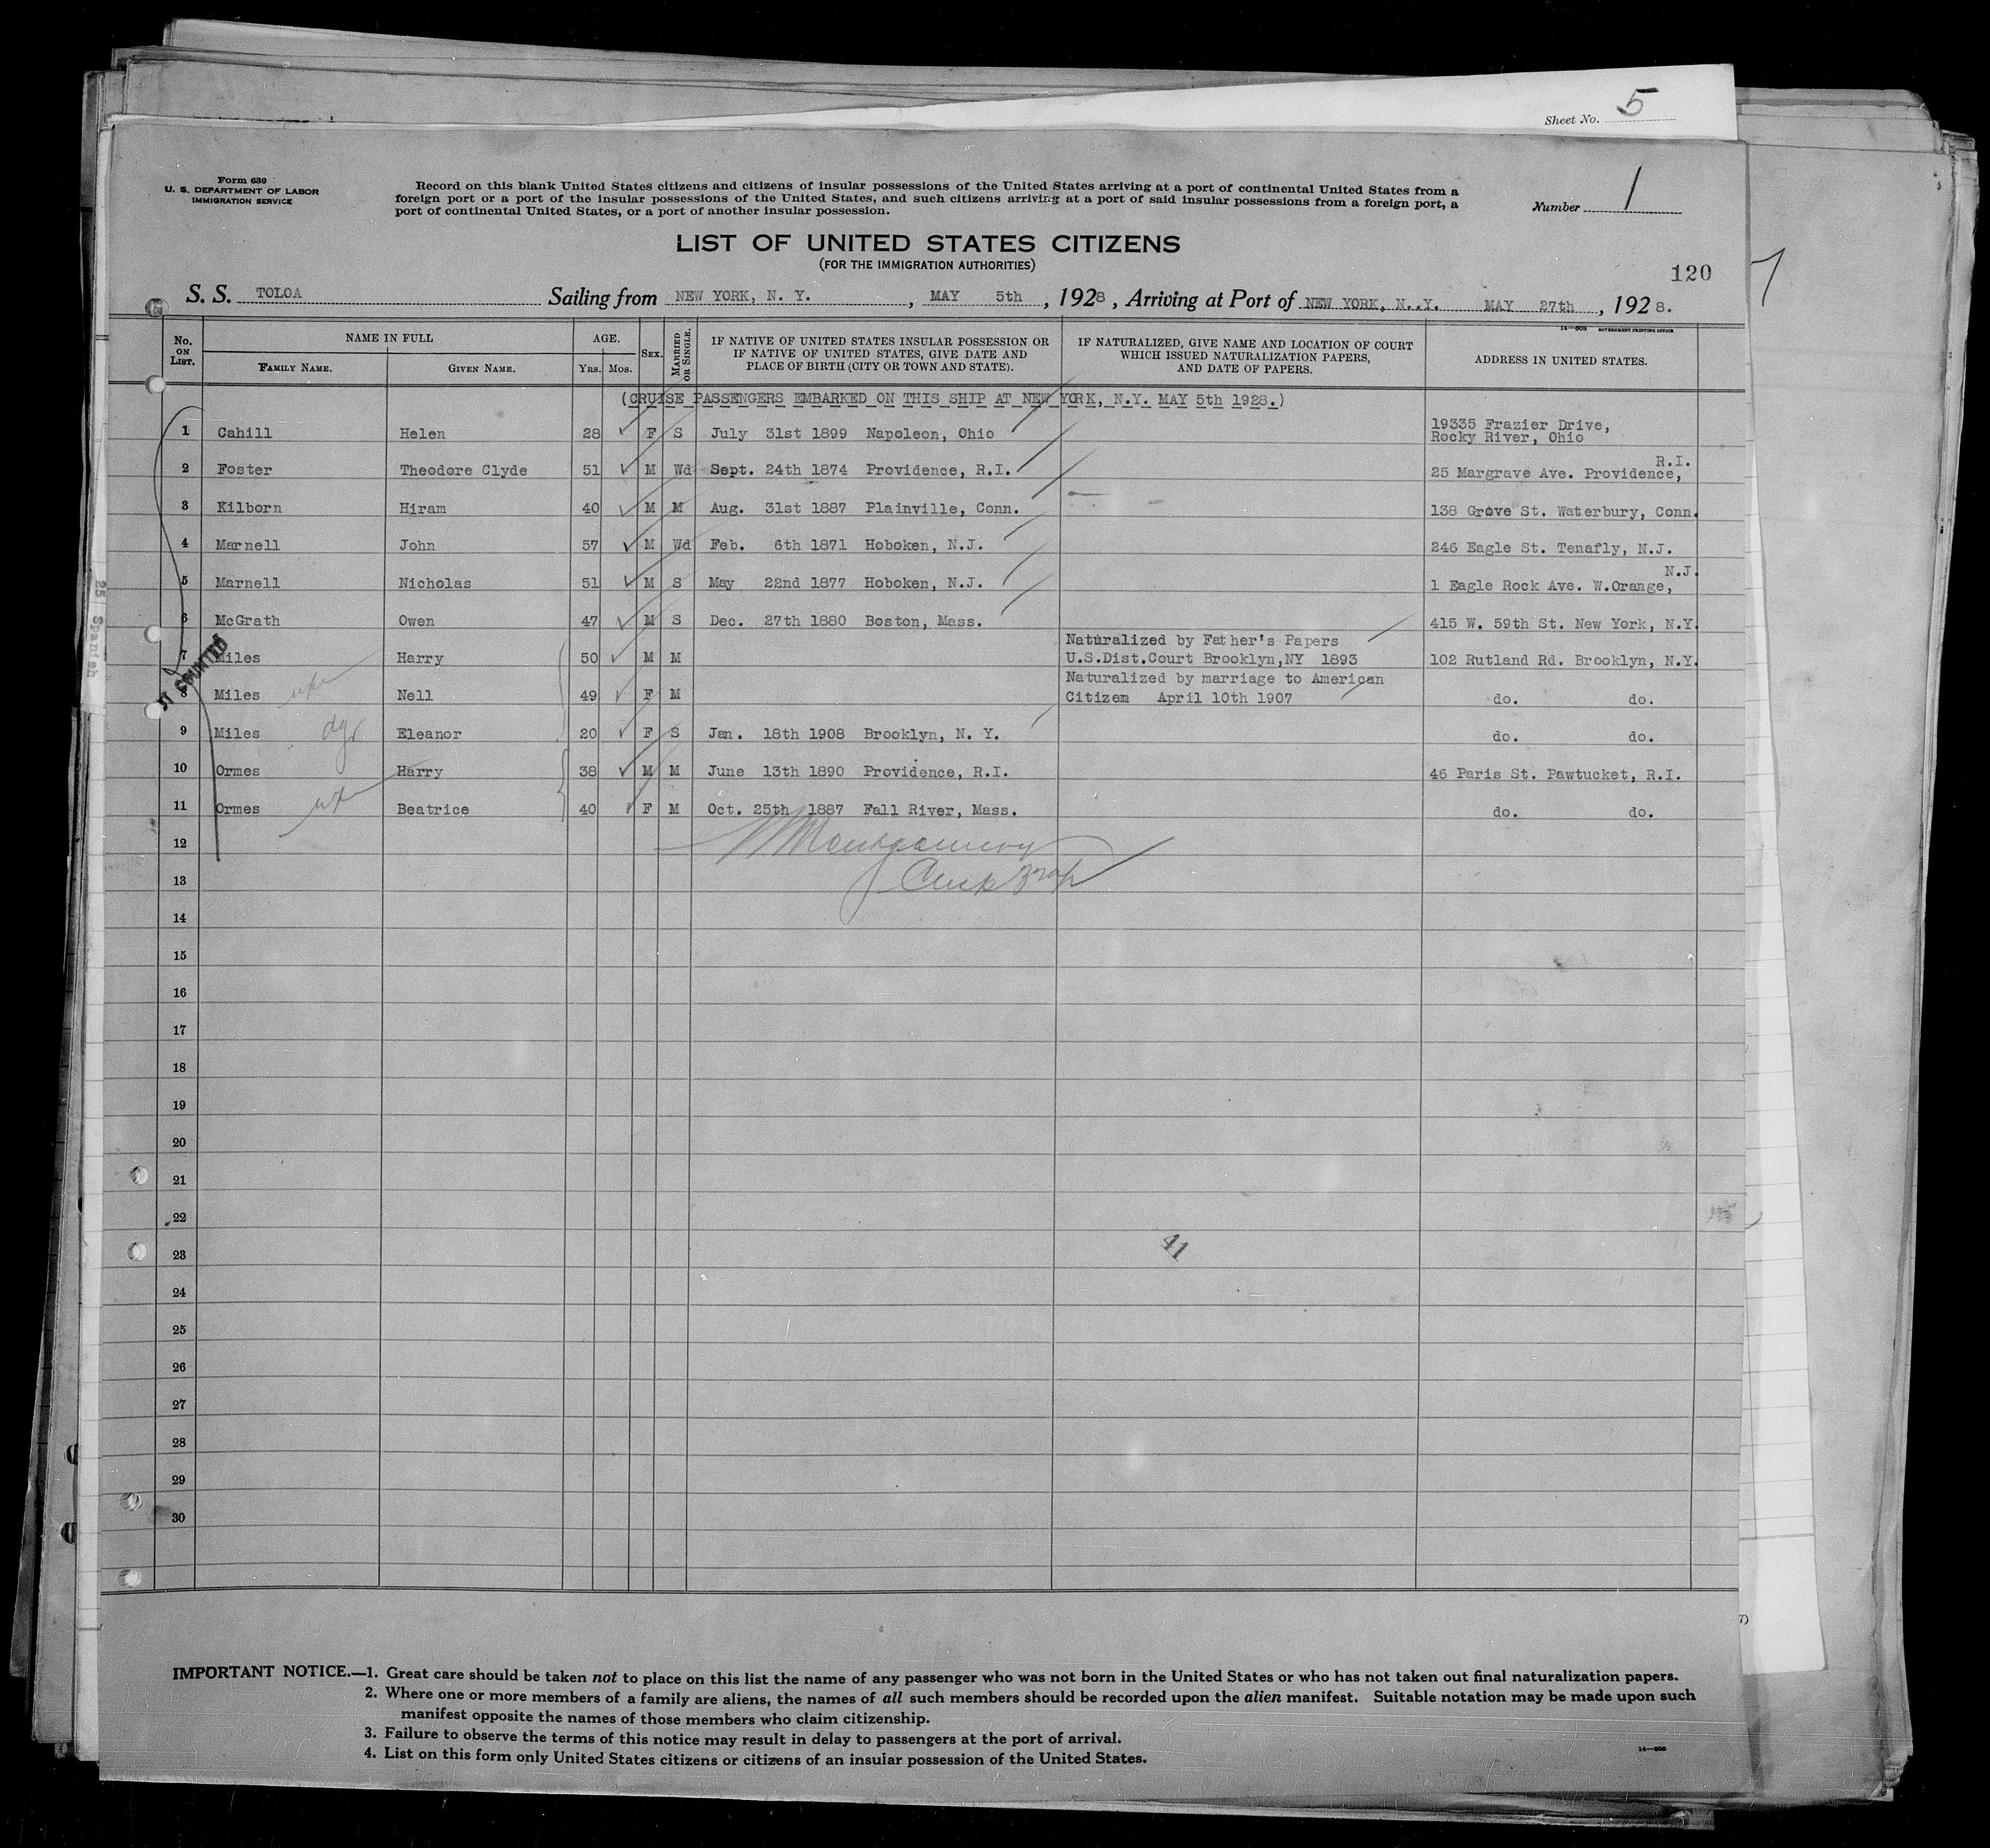 Sheet No. 5
Form 630
U. S. DEPARTMENT OF LABOR
IMMIGRATION SERVICE
Record on this blank United States citizens and citizens of insular possessions of the United States arriving at a port of continental United States from a
foreign port or a port of the insular possessions of the United States, and such citizens arriving at a port of said insular possessions from a foreign port, a
port of continental United States, or a port of another insular possession.
Number 1
LIST OF UNITED STATES CITIZENS
(FOR THE IMMIGRATION AUTHORITIES)
120
S. S. TOLOA Sailing from NEW YORK, N. Y. , MAY 5th , 1928 , Arriving at Port of NEW YORK, N..Y. MAY 27th , 1928.
14—608 GOVERNMENT PRINTING OFFICE
No. ON LIST. NAME IN FULL FAMILY NAME. GIVEN NAME. AGE. YRS. MOS. SEX. MARRIED OR SINGLE. IF NATIVE OF UNITED STATES INSULAR POSSESSION OR IF NATIVE OF UNITED STATES, GIVE DATE AND PLACE OF BIRTH (CITY OR TOWN AND STATE). IF NATURALIZED, GIVE NAME AND LOCATION OF COURT WHICH ISSUED NATURALIZATION PAPERS, AND DATE OF PAPERS. ADDRESS IN UNITED STATES.
(CRUISE PASSENGERS EMBARKED ON THIS SHIP AT NEW YORK, N.Y. MAY 5th 1928.)
1 Cahill Helen 28 F S July 31st 1899 Napoleon, Ohio 19335 Frazier Drive, Rocky River, Ohio
2 Foster Theodore Clyde 51 M Wd Sept. 24th 1874 Providence, R.I. 25 Margrave Ave. Providence, R.I.
3 Kilborn Hiram 40 M M Aug. 31st 1887 Plainville, Conn. 138 Grove St. Waterbury, Conn.
4 Marnell John 57 M Wd Feb. 6th 1871 Hoboken, N.J. 246 Eagle St. Tenafly, N.J.
5 Marnell Nicholas 51 M S May 22nd 1877 Hoboken, N.J. 1 Eagle Rock Ave. W.Orange, N.J.
6 McGrath Owen 47 M S Dec. 27th 1880 Boston, Mass. 415 W. 59th St. New York, N.Y.
7 Miles Harry 50 M M Naturalized by Father's Papers U.S.Dist.Court Brooklyn,NY 1893 102 Rutland Rd. Brooklyn, N.Y.
8 Miles wfe Nell 49 F M Naturalized by marriage to American Citizen April 10th 1907 do. do.
9 Miles dgr Eleanor 20 F S Jan. 18th 1908 Brooklyn, N. Y. do. do.
10 Ormes Harry 38 M M June 13th 1890 Providence, R.I. 46 Paris St. Pawtucket, R.I.
11 Ormes wfe Beatrice 40 F M Oct. 25th 1887 Fall River, Mass. do. do.
COUNTED
25 Spanish
12 Montgomery
13
14
15
16
17
18
19
20
21
22
23
41
24
25
26
27
28
29
30
IMPORTANT NOTICE.—1. Great care should be taken not to place on this list the name of any passenger who was not born in the United States or who has not taken out final naturalization papers.
2. Where one or more members of a family are aliens, the names of all such members should be recorded upon the alien manifest. Suitable notation may be made upon such
manifest opposite the names of those members who claim citizenship.
3. Failure to observe the terms of this notice may result in delay to passengers at the port of arrival.
4. List on this form only United States citizens or citizens of an insular possession of the United States.
14—608